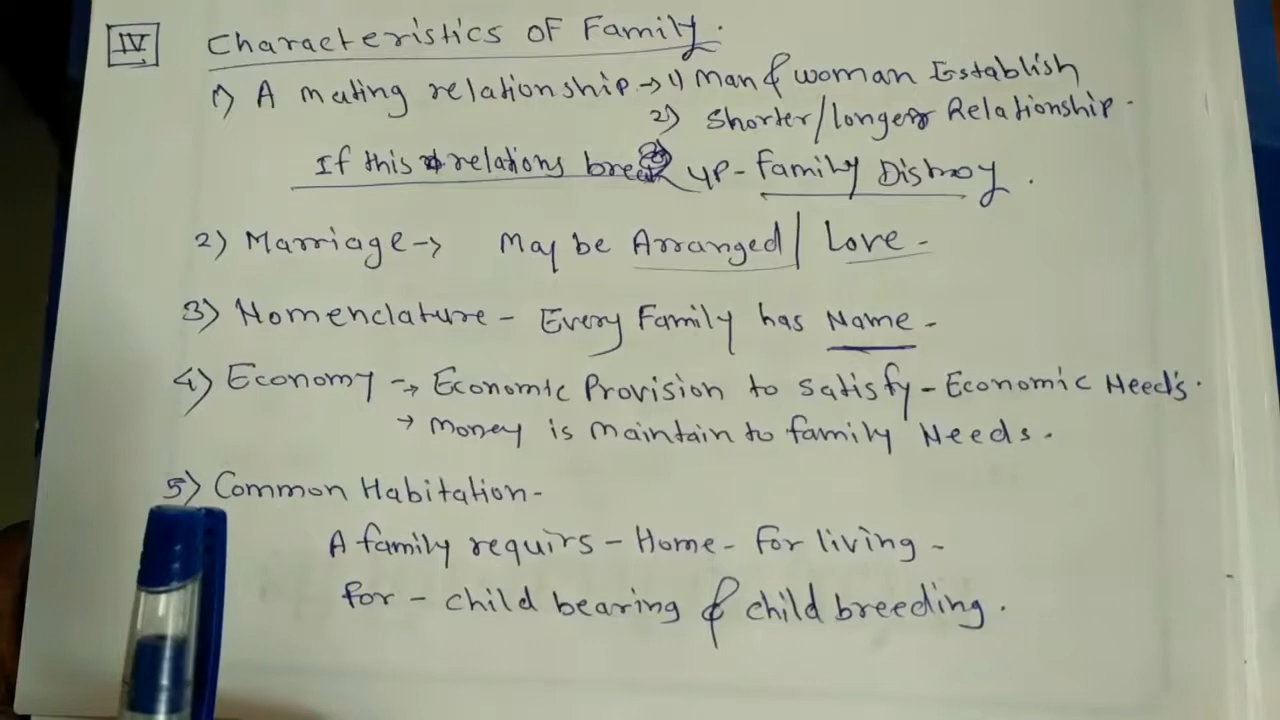 IV Characteristics of Family.
1) A mating relationship → 1) Man & woman Establish
2) Shorter/longer Relationship.
If this relations break up - Family Distroy.
2) Marriage → May be Arranged / Love -
3) Nomenclature - Every Family has Name -
4) Economy → Economic Provision to satisfy - Economic Need's.
→ Money is maintain to family Needs.
5) Common Habitation -
A family requirs - Home - For living -
for - child bearing & child breeding.